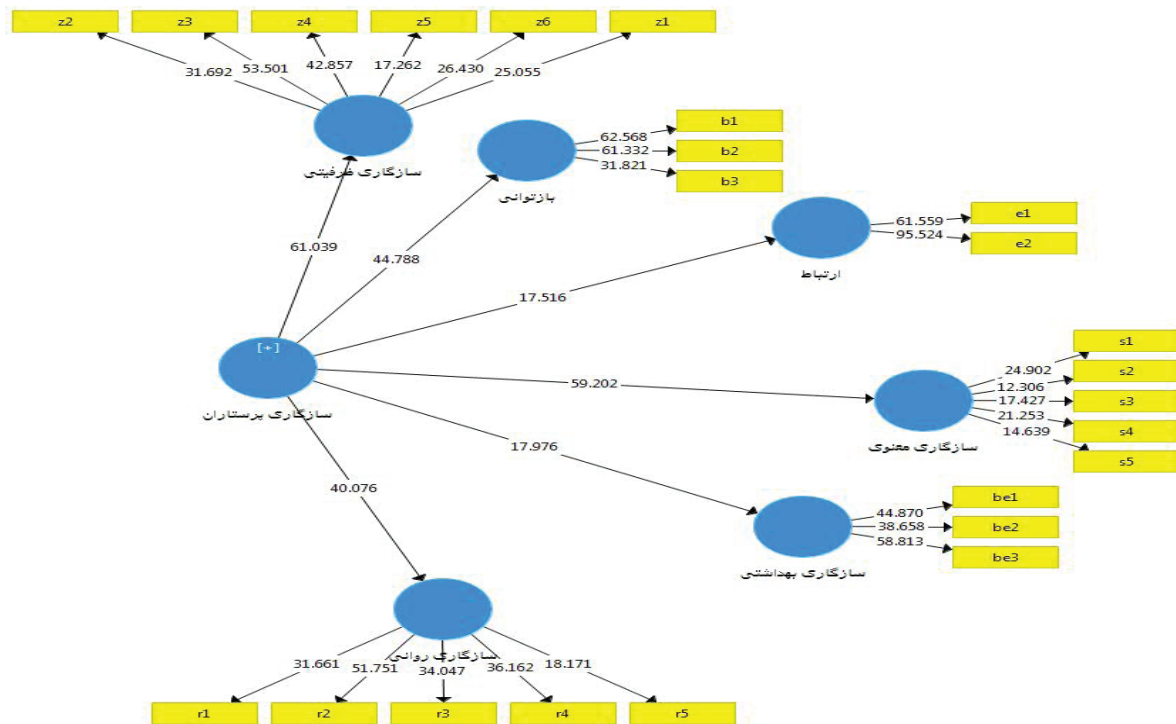 z2 z3 z4 z5 z6 z1
31.692 53.501 42.857 17.262 26.430 25.055
سازگاری ظرفیتی
62.568 b1
61.332 b2
31.821 b3
بازتوانی
61.559 e1
95.524 e2
ارتباط
61.039
44.788
17.516
[+]
سازگاری پرستاران
59.202
24.902 s1
12.306 s2
17.427 s3
21.253 s4
14.639 s5
سازگاری معنوی
17.976
40.076
44.870 be1
38.658 be2
58.813 be3
سازگاری بهداشتی
سازگاری روانی
31.661 51.751 34.047 36.162 18.171
r1 r2 r3 r4 r5